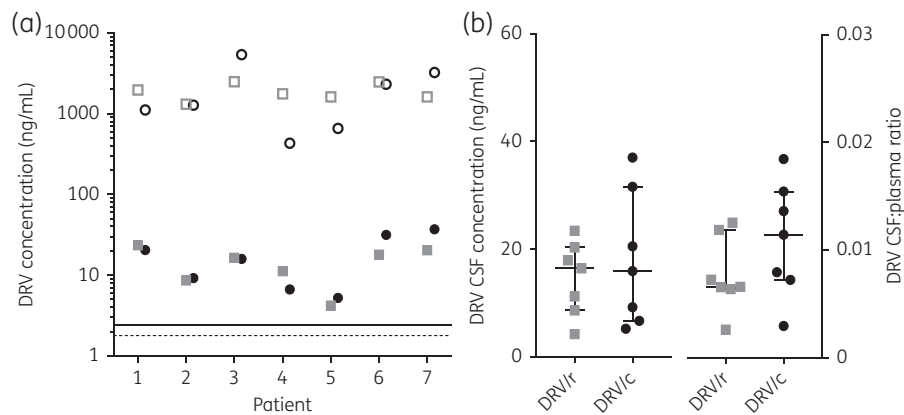 (a)
DRV concentration (ng/mL)
10 000
1000
100
10
1
1 2 3 4 5 6 7
Patient
(b)
DRV CSF concentration (ng/mL)
60
40
20
0
DRV/r DRV/c DRV/r DRV/c
0.03
0.02
0.01
0
DRV CSF:plasma ratio